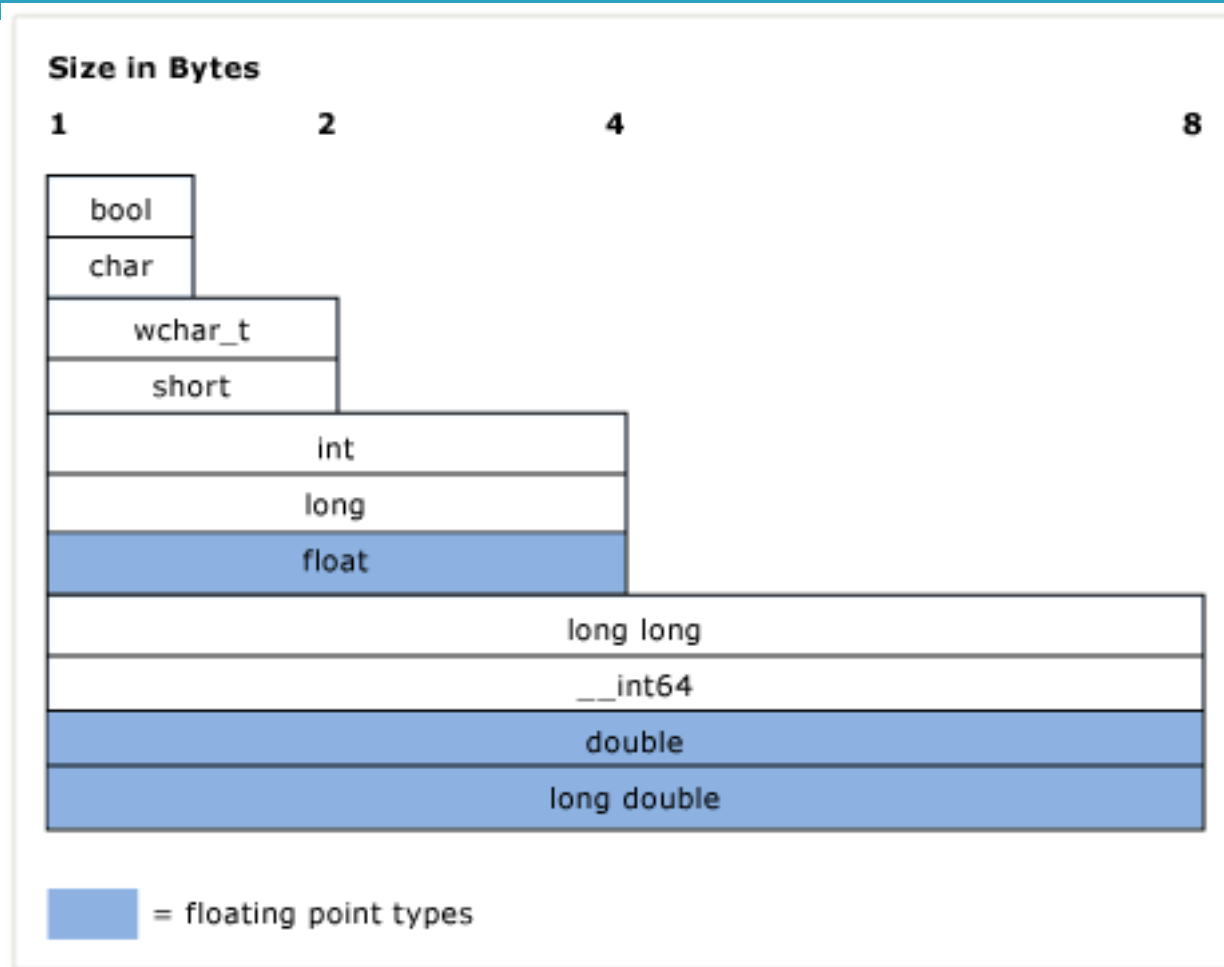 Size in Bytes
1 2 4 8
bool
char
wchar_t
short
int
long
float
long long
__int64
double
long double
= floating point types